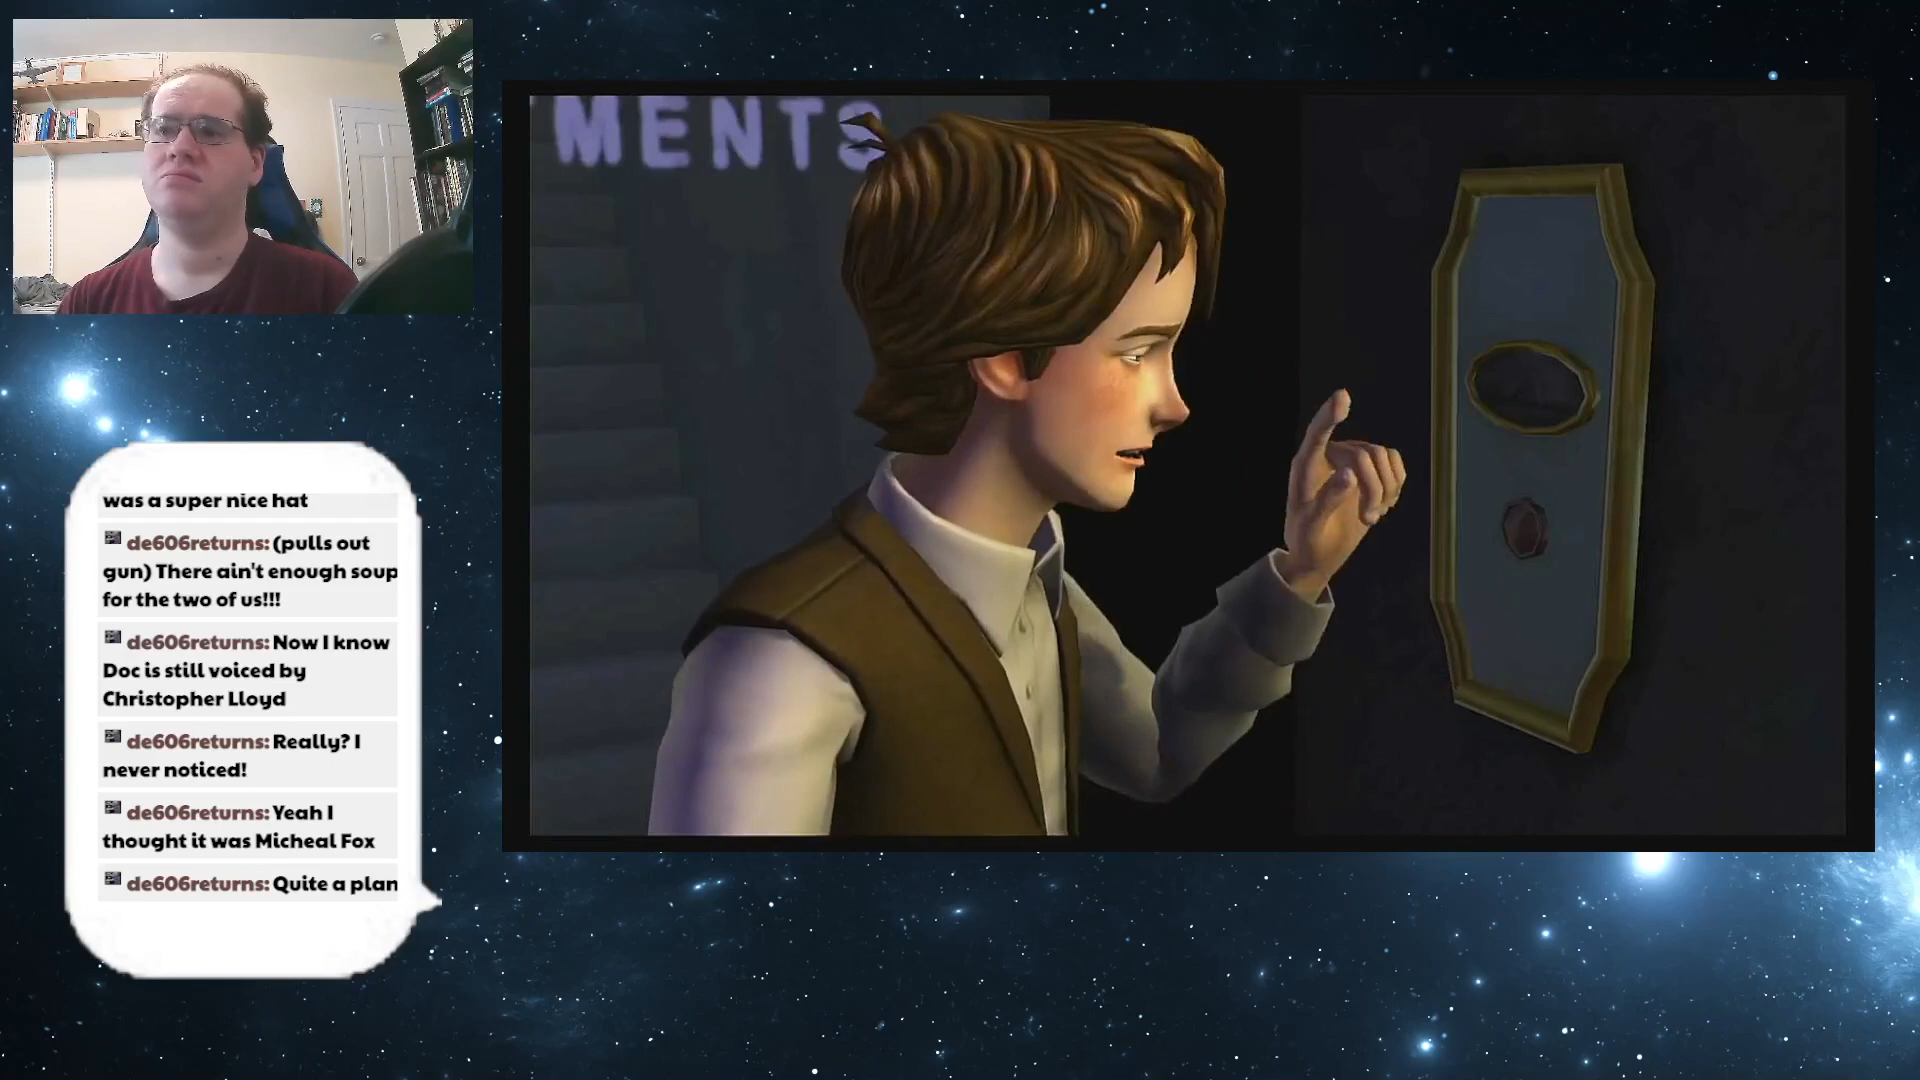 MENTS
was a super nice hat
de606returns: (pulls out
gun) There ain't enough soup
for the two of us!!!
de606returns: Now I know
Doc is still voiced by
Christopher Lloyd
de606returns: Really? I
never noticed!
de606returns: Yeah I
thought it was Micheal Fox
de606returns: Quite a plan